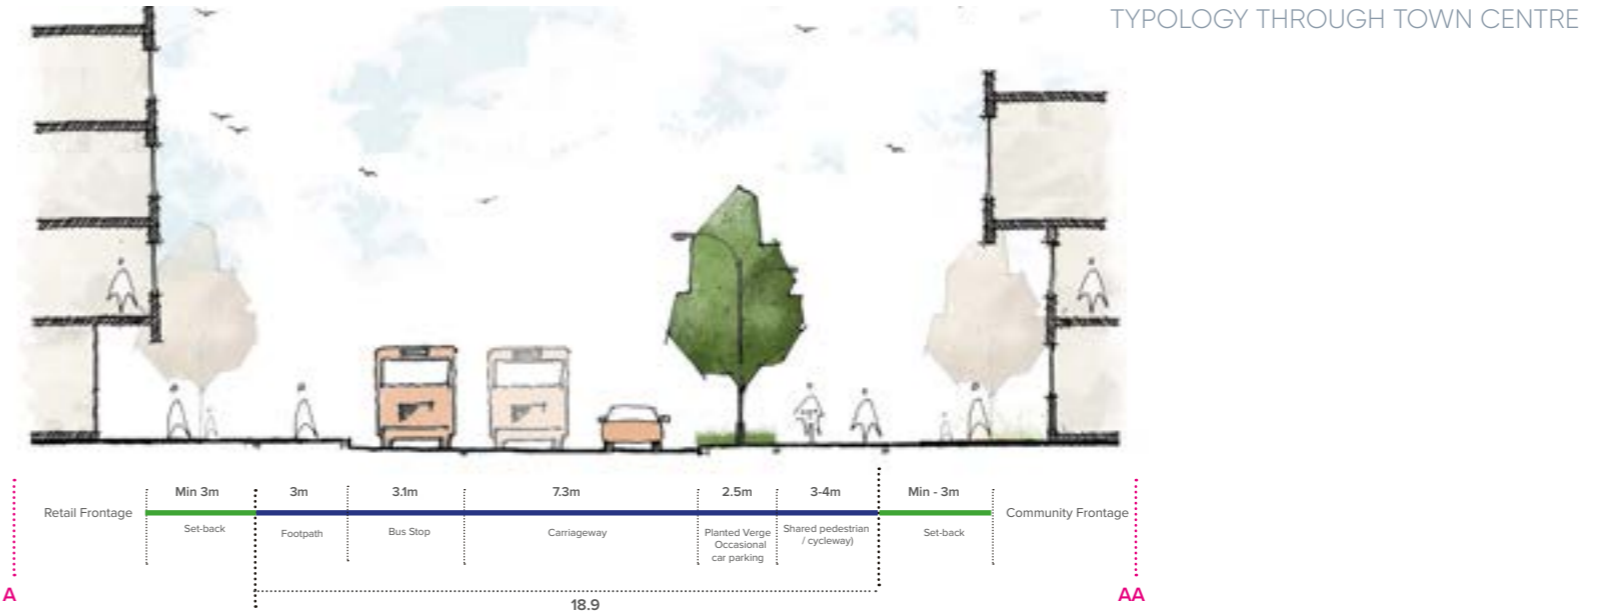 TYPOLOGY THROUGH TOWN CENTRE
Min 3m
3m
3.1m
7.3m
2.5m
3-4m
Min - 3m
Retail Frontage
Community Frontage
Set-back
Footpath
Bus Stop
Carriageway
Planted Verge
Occasional
car parking
Shared pedestrian
/ cycleway)
Set-back
A
AA
18.9